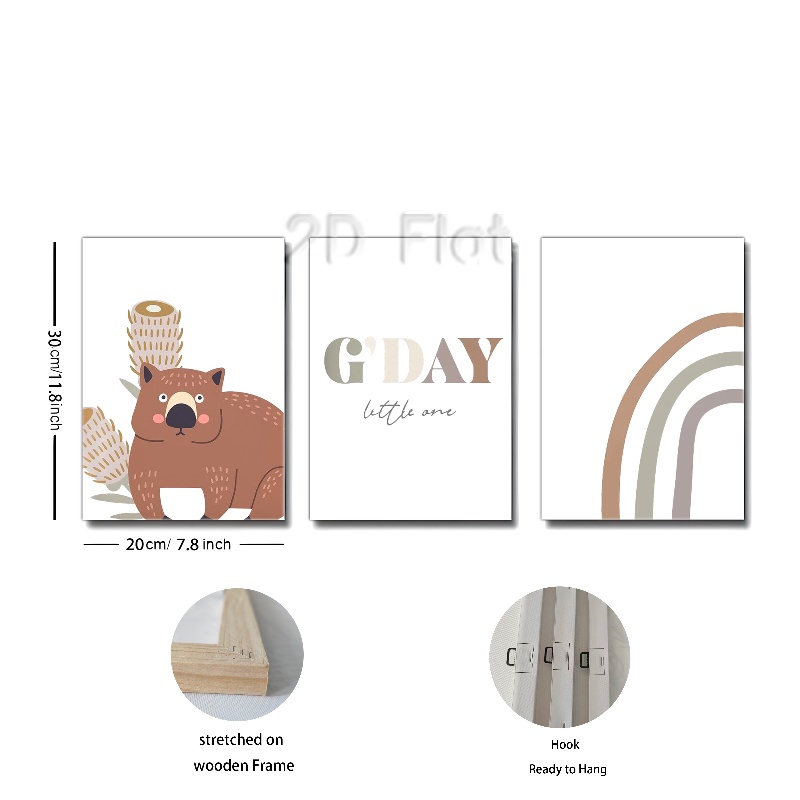 2D Flat
30cm/11.8inch
G'DAY
little one
20cm/ 7.8 inch
stretched on
wooden Frame
Hook
Ready to Hang